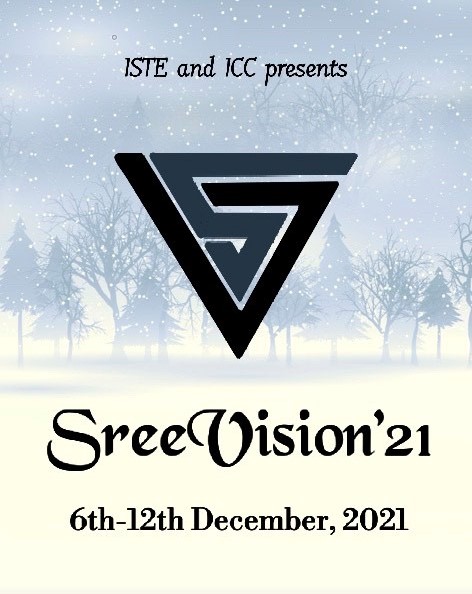 ISTE and ICC presents
SreeVision'21
6th-12th December, 2021